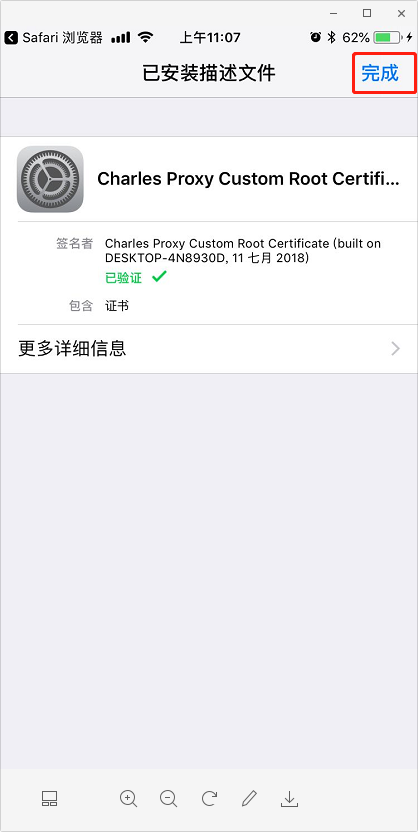 Safari 浏览器 上午11:07 62%
已安装描述文件 完成
Charles Proxy Custom Root Certifi...
签名者 Charles Proxy Custom Root Certificate (built on
DESKTOP-4N8930D, 11 七月 2018)
已验证
包含 证书
更多详细信息